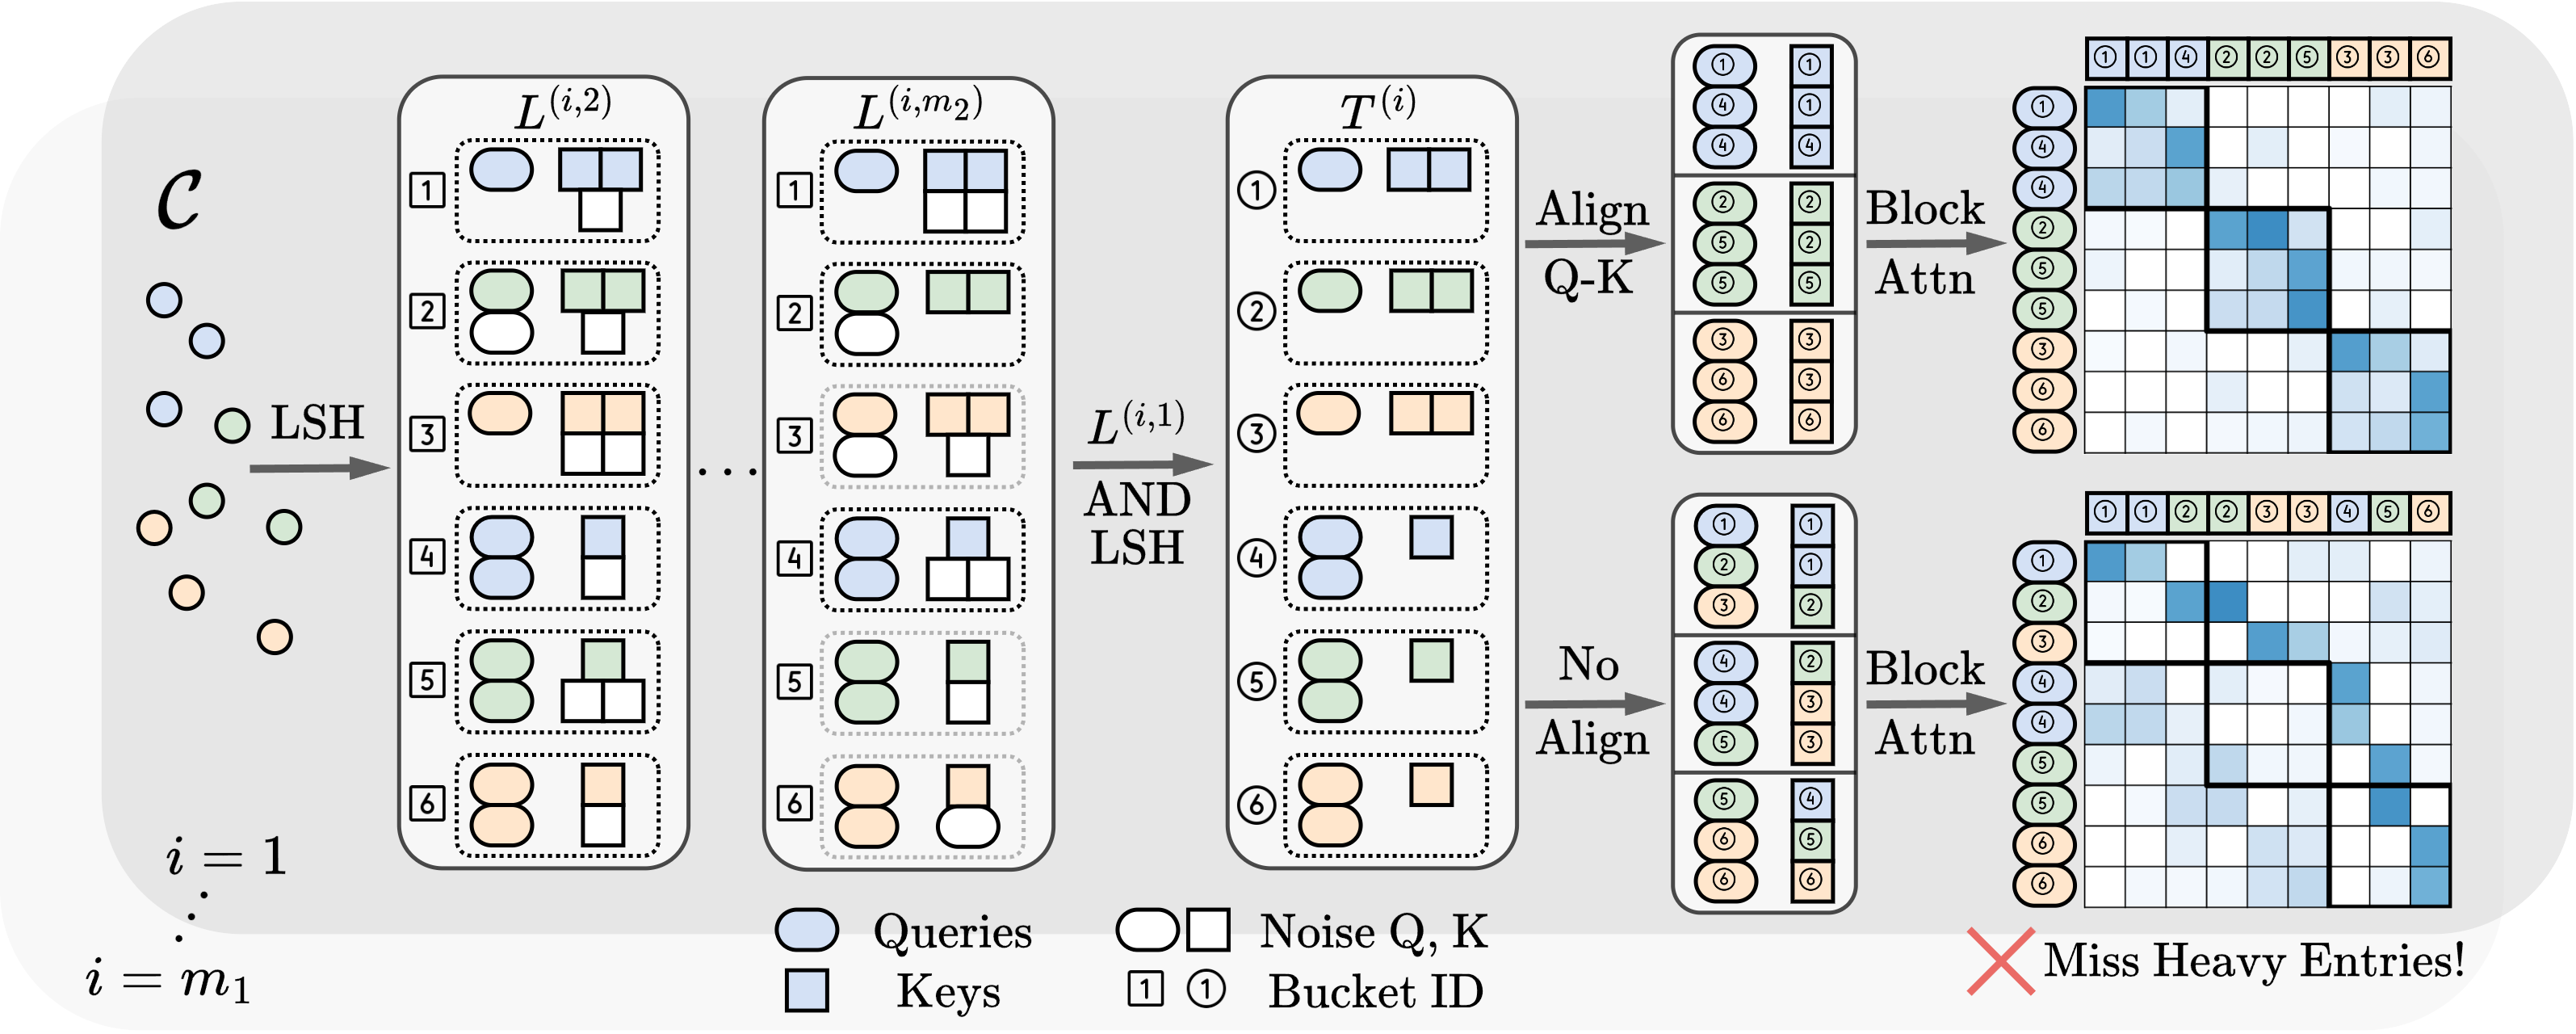 𝒞
LSH
i = 1
⋰
i = m₁
L^(i,2)
1
2
3
4
5
6
· · ·
L^(i,m₂)
1
2
3
4
5
6
L^(i,1)
AND
LSH
T^(i)
①
②
③
④
⑤
⑥
Align
Q-K
① ①
④ ①
④ ④
② ②
⑤ ②
⑤ ⑤
③ ③
⑥ ③
⑥ ⑥
Block
Attn
① ① ④ ② ② ⑤ ③ ③ ⑥
①
④
④
②
⑤
⑤
③
⑥
⑥
No
Align
① ①
② ①
③ ②
④ ②
④ ③
⑤ ③
⑤ ④
⑥ ⑤
⑥ ⑥
Block
Attn
① ① ② ② ③ ③ ④ ⑤ ⑥
①
②
③
④
④
⑤
⑤
⑥
⑥
Miss Heavy Entries!
Queries
Noise Q, K
Keys
1 ① Bucket ID